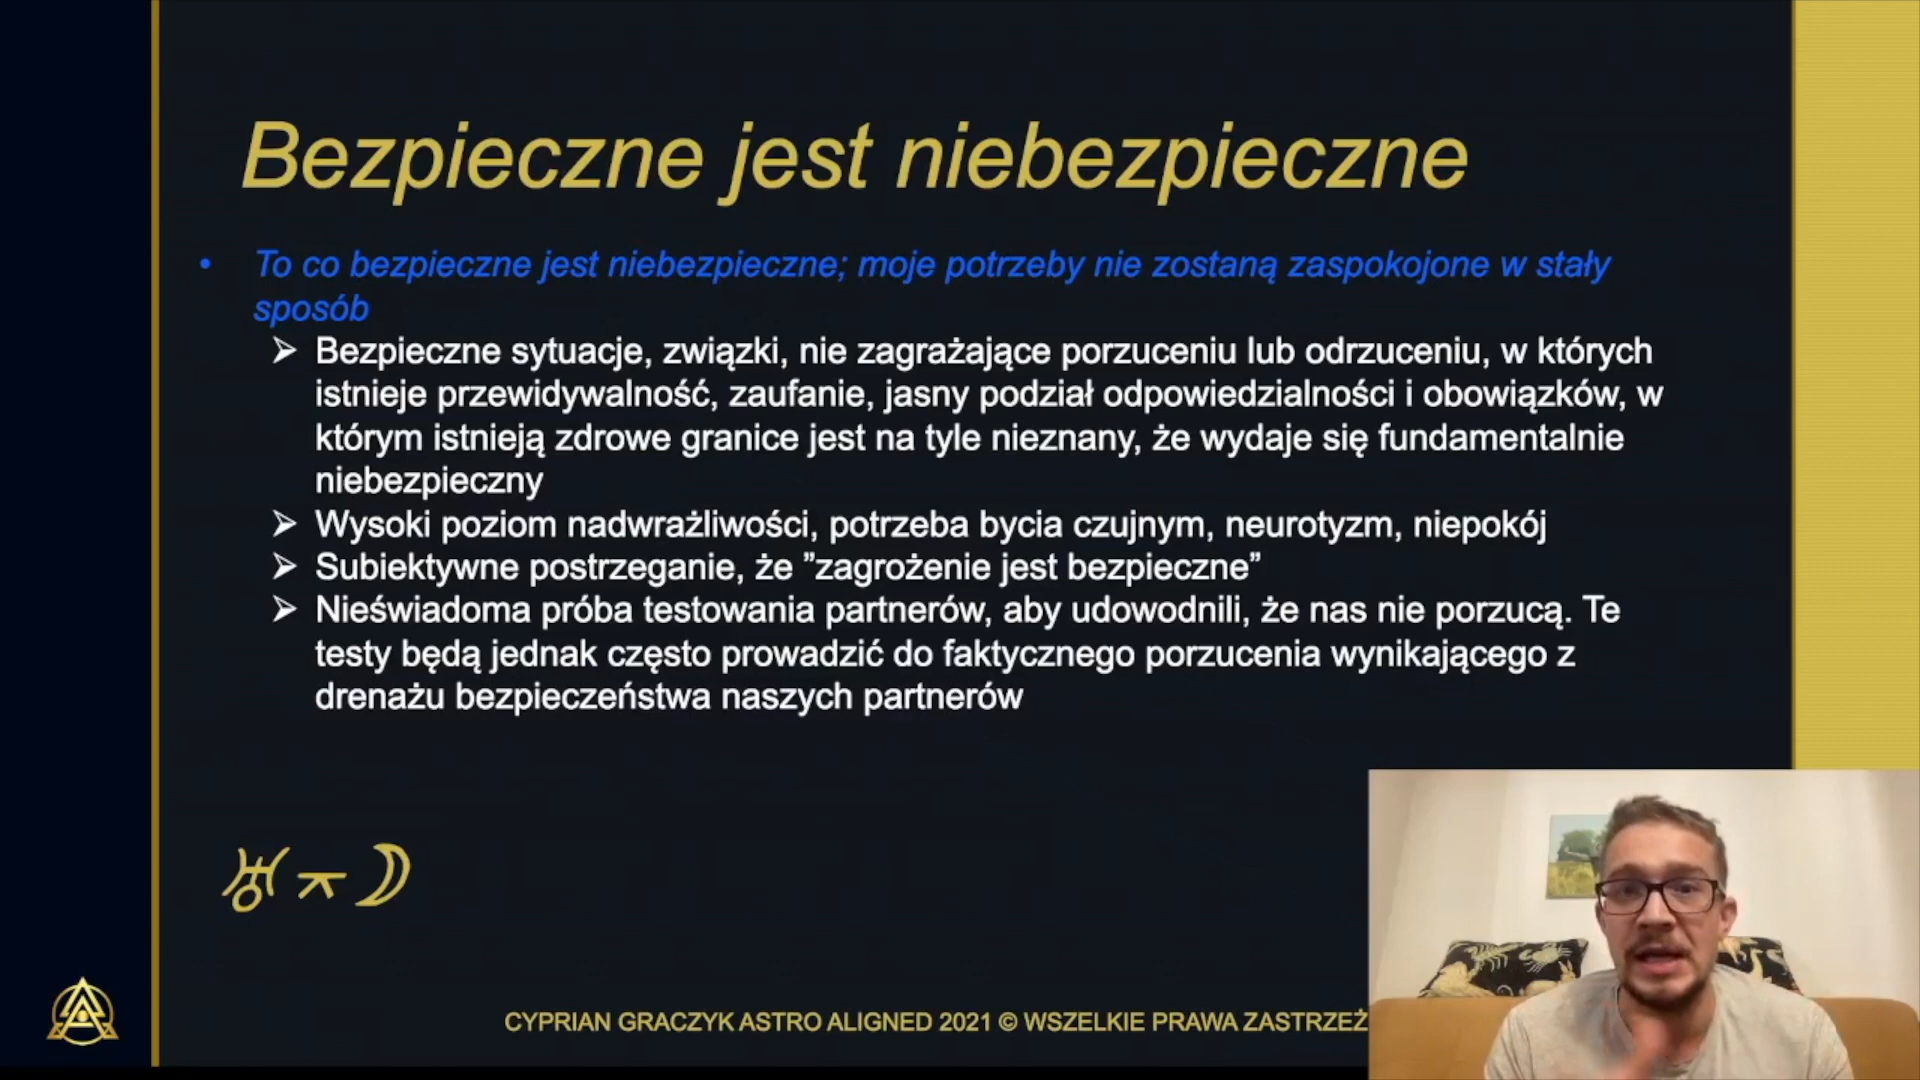 Bezpieczne jest niebezpieczne
• To co bezpieczne jest niebezpieczne; moje potrzeby nie zostaną zaspokojone w stały
sposób
➢ Bezpieczne sytuacje, związki, nie zagrażające porzuceniu lub odrzuceniu, w których
istnieje przewidywalność, zaufanie, jasny podział odpowiedzialności i obowiązków, w
którym istnieją zdrowe granice jest na tyle nieznany, że wydaje się fundamentalnie
niebezpieczny
➢ Wysoki poziom nadwrażliwości, potrzeba bycia czujnym, neurotyzm, niepokój
➢ Subiektywne postrzeganie, że ”zagrożenie jest bezpieczne”
➢ Nieświadoma próba testowania partnerów, aby udowodnili, że nas nie porzucą. Te
testy będą jednak często prowadzić do faktycznego porzucenia wynikającego z
drenażu bezpieczeństwa naszych partnerów
♅ ⚻ ☽
CYPRIAN GRACZYK ASTRO ALIGNED 2021 © WSZELKIE PRAWA ZASTRZEŻ